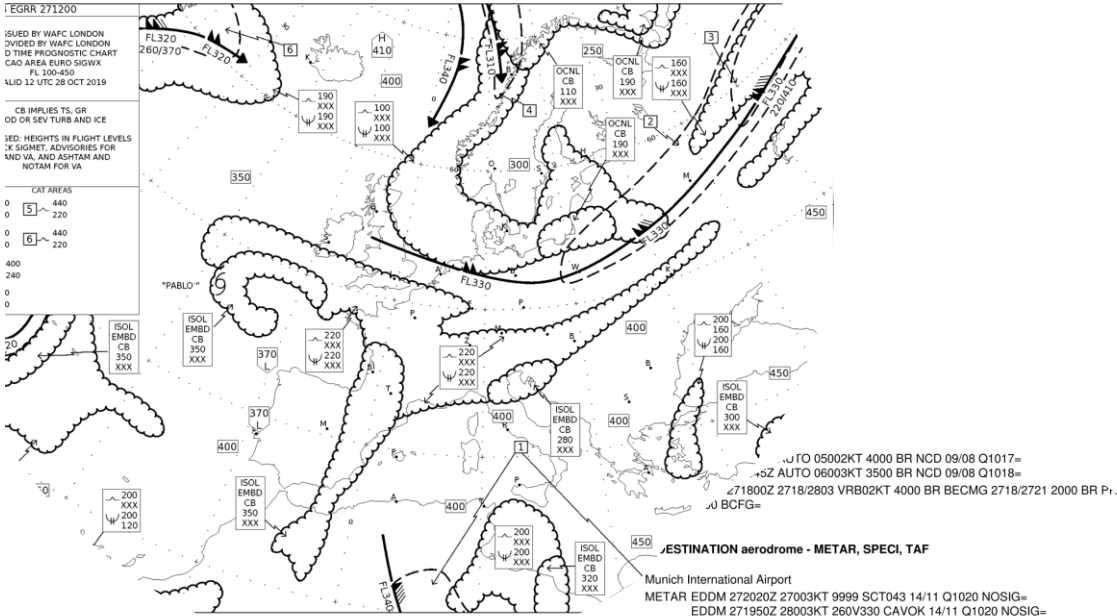 EGRR 271200
SSUED BY WAFC LONDON
OVIDED BY WAFC LONDON
D TIME PROGNOSTIC CHART
CAO AREA EURO SIGWX
FL 100-450
ALID 12 UTC 28 OCT 2019
CB IMPLIES TS, GR
OD OR SEV TURB AND ICE
SED: HEIGHTS IN FLIGHT LEVELS
CK SIGMET, ADVISORIES FOR
AND VA, AND ASHTAM AND
NOTAM FOR VA
CAT AREAS
5 440
220
6 440
220
400
240
FL320
260/370
FL320
6
H
410
400
FL340
FL310
250
3
OCNL
CB
110
XXX
OCNL
CB
190
XXX
160
XXX
160
XXX
FL330
220/410
190
XXX
190
XXX
100
XXX
100
XXX
4
2
OCNL
CB
190
XXX
300
350
450
FL330
FL330
"PABLO"
ISOL
EMBD
CB
350
XXX
ISOL
EMBD
CB
350
XXX
220
XXX
220
XXX
220
XXX
220
XXX
400
200
160
200
160
370
L
450
370
L
400
400
400
ISOL
EMBD
CB
280
XXX
ISOL
EMBD
CB
300
XXX
1
200
XXX
200
120
ISOL
EMBD
CB
350
XXX
400
200
XXX
200
XXX
ISOL
EMBD
CB
320
XXX
450
FL340
UTO 05002KT 4000 BR NCD 09/08 Q1017=
45Z AUTO 06003KT 3500 BR NCD 09/08 Q1018=
271800Z 2718/2803 VRB02KT 4000 BR BECMG 2718/2721 2000 BR
BCFG=
DESTINATION aerodrome - METAR, SPECI, TAF
Munich International Airport
METAR EDDM 272020Z 27003KT 9999 SCT043 14/11 Q1020 NOSIG=
EDDM 271950Z 28003KT 260V330 CAVOK 14/11 Q1020 NOSIG=